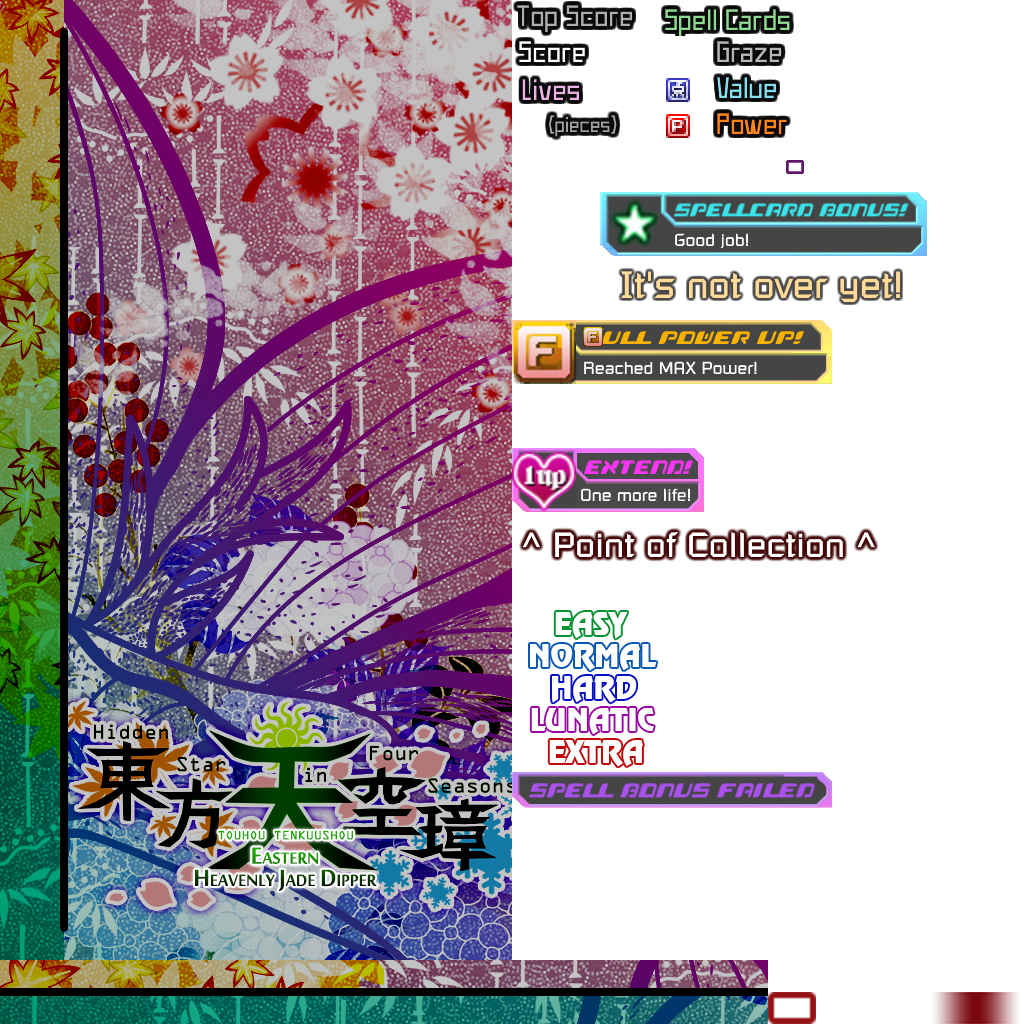 Top Score
Spell Cards
Score
Graze
Lives
Value
(pieces)
P
Power
SPELLCARD BONUS!
Good job!
It's not over yet!
F
FULL POWER UP!
Reached MAX Power!
1up
EXTEND!
One more life!
^ Point of Collection ^
EASY
NORMAL
HARD
LUNATIC
EXTRA
SPELL BONUS FAILED
Hidden
Star
in
Four
Seasons
東方天空璋
TOUHOU TENKUUSHOU
EASTERN
HEAVENLY JADE DIPPER